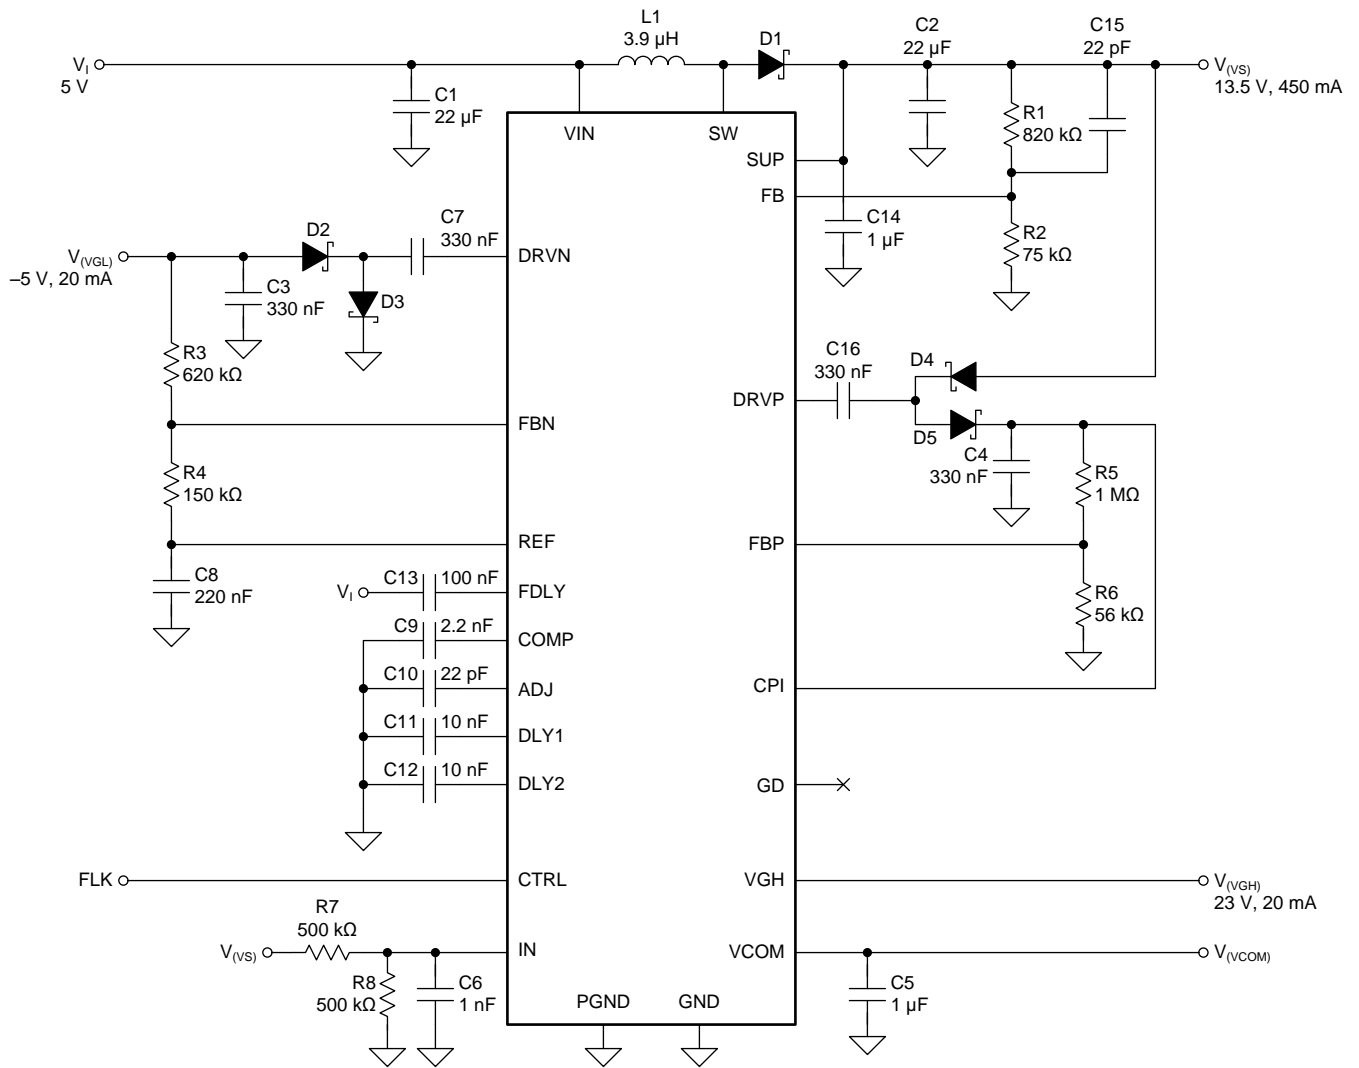 L1
3.9 µH
D1
C2
22 µF
C15
22 pF
V_I
5 V
V_(VS)
13.5 V, 450 mA
C1
22 µF
R1
820 kΩ
VIN
SW
SUP
FB
C14
1 µF
R2
75 kΩ
V_(VGL)
–5 V, 20 mA
D2
C7
330 nF
DRVN
C3
330 nF
D3
R3
620 kΩ
C16
330 nF
D4
DRVP
D5
C4
330 nF
R5
1 MΩ
FBN
R4
150 kΩ
REF
FBP
C8
220 nF
V_I
C13
100 nF
FDLY
R6
56 kΩ
C9
2.2 nF
COMP
C10
22 pF
ADJ
CPI
C11
10 nF
DLY1
C12
10 nF
DLY2
GD
FLK
CTRL
VGH
V_(VGH)
23 V, 20 mA
R7
500 kΩ
V_(VS)
IN
VCOM
V_(VCOM)
R8
500 kΩ
C6
1 nF
C5
1 µF
PGND
GND